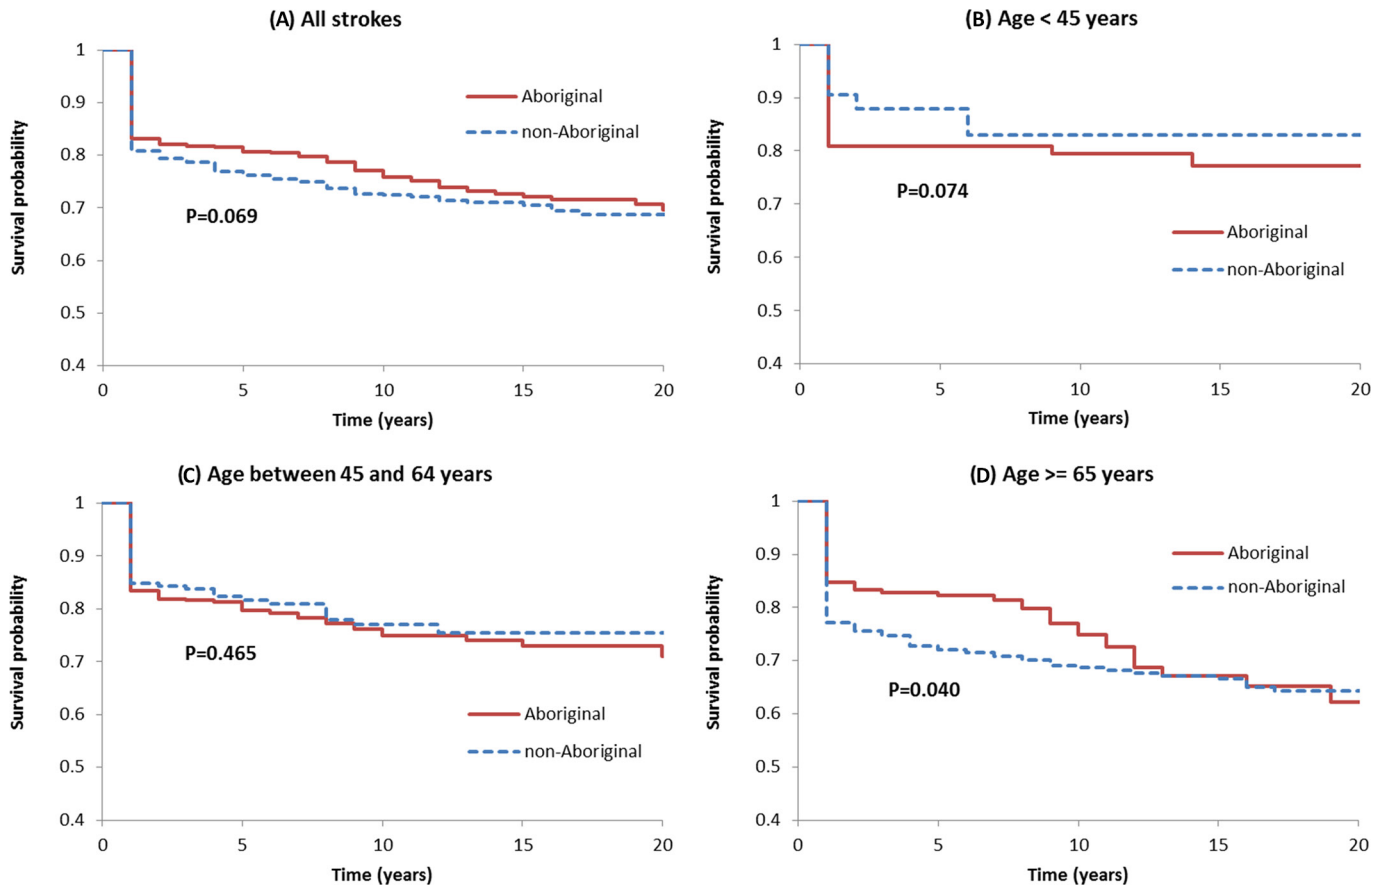 (A) All strokes
1
0.9
0.8
0.7
0.6
0.5
0.4
0
5
10
15
20
Survival probability
Time (years)
Aboriginal
non-Aboriginal
P=0.069
(B) Age < 45 years
1
0.9
0.8
0.7
0.6
0.5
0.4
0
5
10
15
20
Survival probability
Time (years)
P=0.074
Aboriginal
non-Aboriginal
(C) Age between 45 and 64 years
1
0.9
0.8
0.7
0.6
0.5
0.4
0
5
10
15
20
Survival probability
Time (years)
P=0.465
Aboriginal
non-Aboriginal
(D) Age >= 65 years
1
0.9
0.8
0.7
0.6
0.5
0.4
0
5
10
15
20
Survival probability
Time (years)
Aboriginal
non-Aboriginal
P=0.040